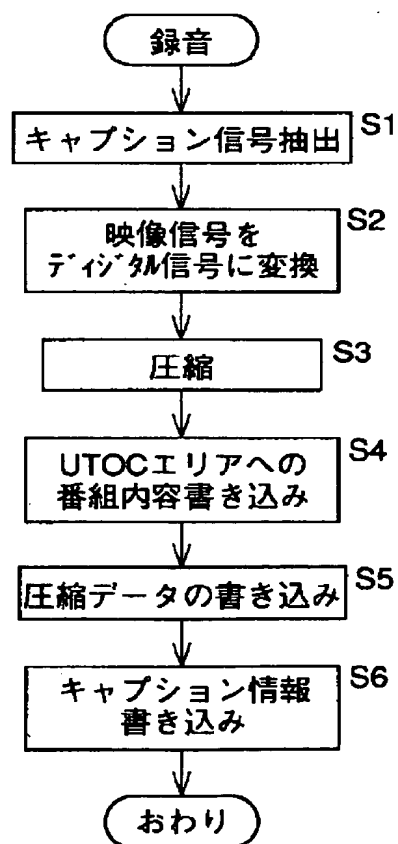 録音
キャプション信号抽出 S1
映像信号を S2
ディジタル信号に変換
圧縮 S3
UTOCエリアへの S4
番組内容書き込み
圧縮データの書き込み S5
キャプション情報 S6
書き込み
おわり